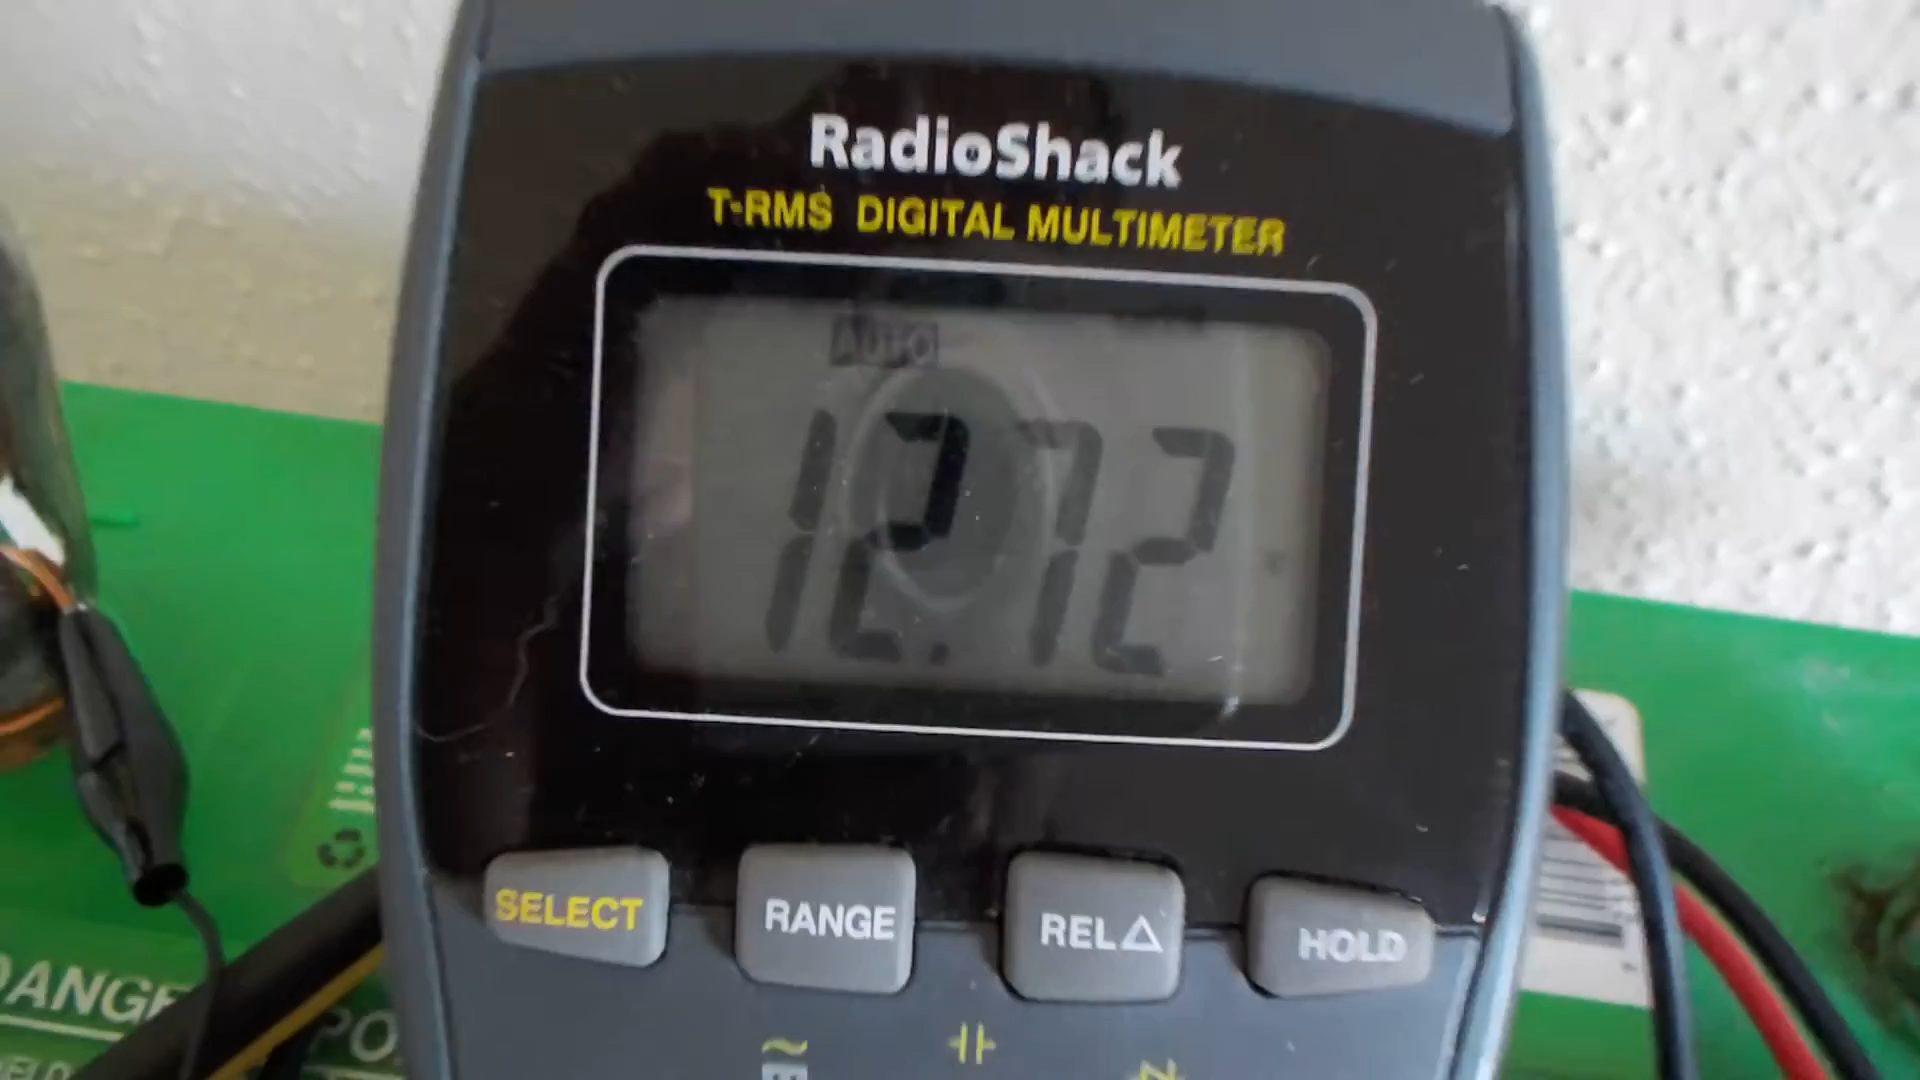 RadioShack
T-RMS DIGITAL MULTIMETER
AUTO
12.72
SELECT
RANGE
REL△
HOLD